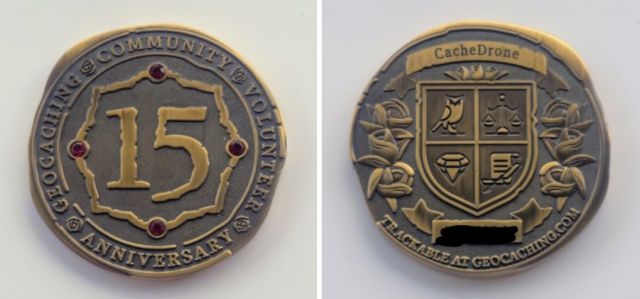 GEOCACHING COMMUNITY VOLUNTEER
15
ANNIVERSARY
CacheDrone
TRACKABLE AT GEOCACHING.COM